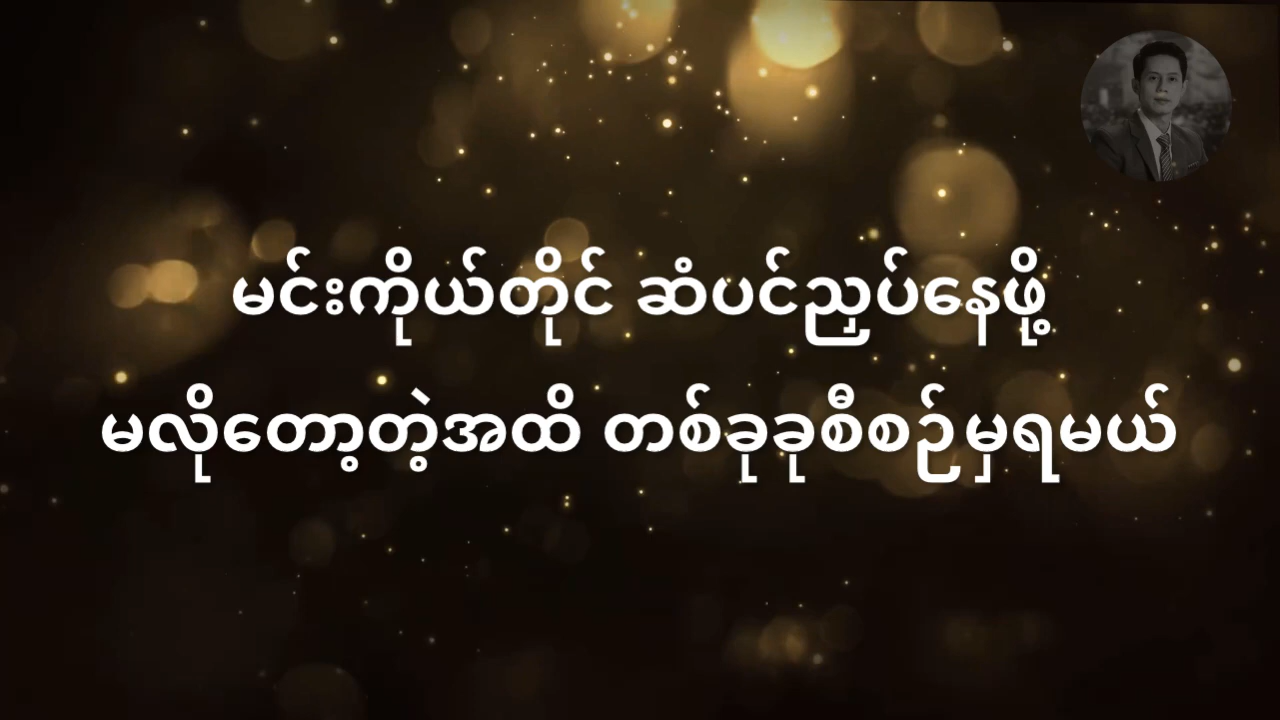 မင်းကိုယ်တိုင် ဆံပင်ညှပ်နေဖို့
မလိုတော့တဲ့အထိ တစ်ခုခုစီစဉ်မှရမယ်